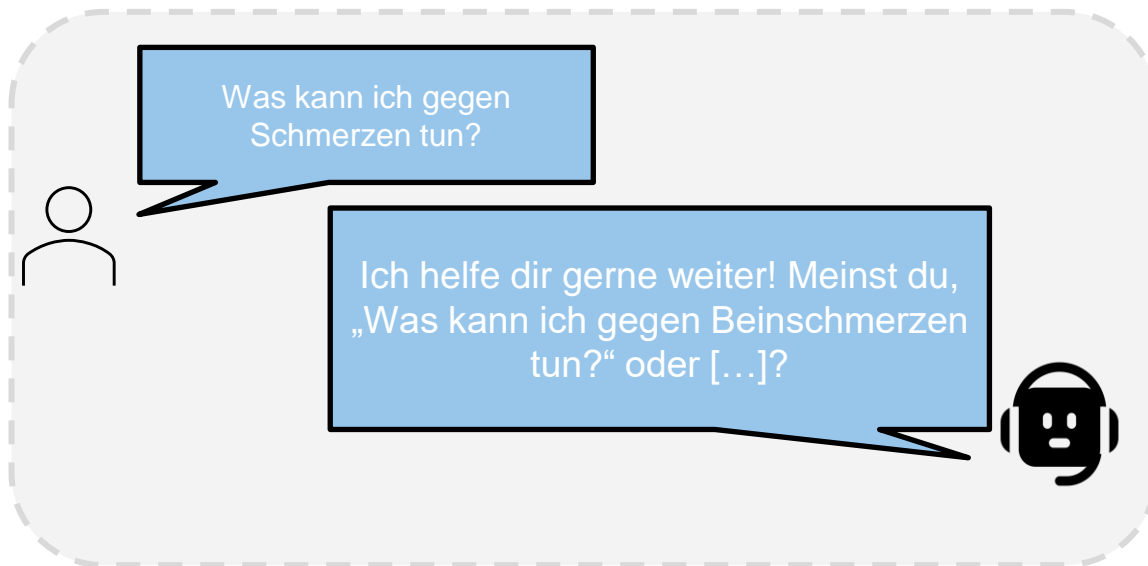 Was kann ich gegen
Schmerzen tun?
Ich helfe dir gerne weiter! Meinst du,
„Was kann ich gegen Beinschmerzen
tun?“ oder […]?